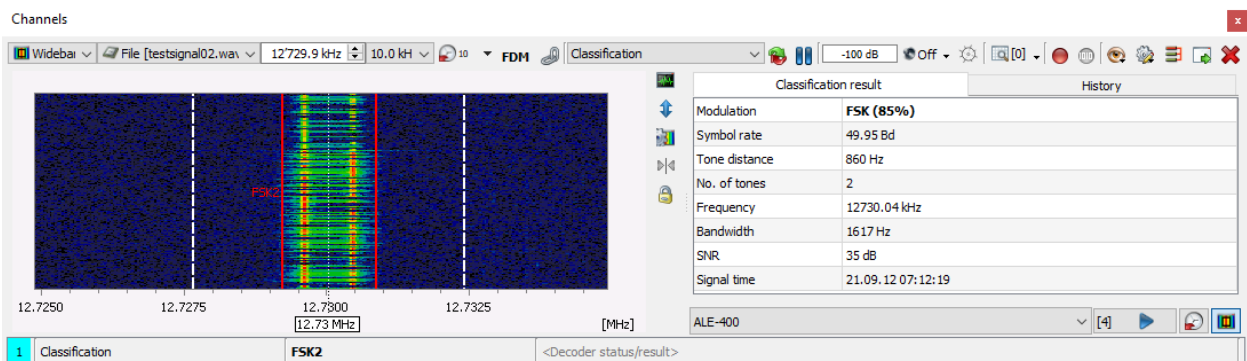 Channels
x
Widebai File [testsignal02.wav 12'729.9 kHz 10.0 kH 10 FDM Classification -100 dB Off [0]
Classification result History
Modulation FSK (85%)
Symbol rate 49.95 Bd
Tone distance 860 Hz
No. of tones 2
Frequency 12730.04 kHz
Bandwidth 1617 Hz
SNR 35 dB
Signal time 21.09.12 07:12:19
FSK2
12.7250 12.7275 12.7300 12.7325
12.73 MHz [MHz]
ALE-400 [4]
1 Classification FSK2 <Decoder status/result>